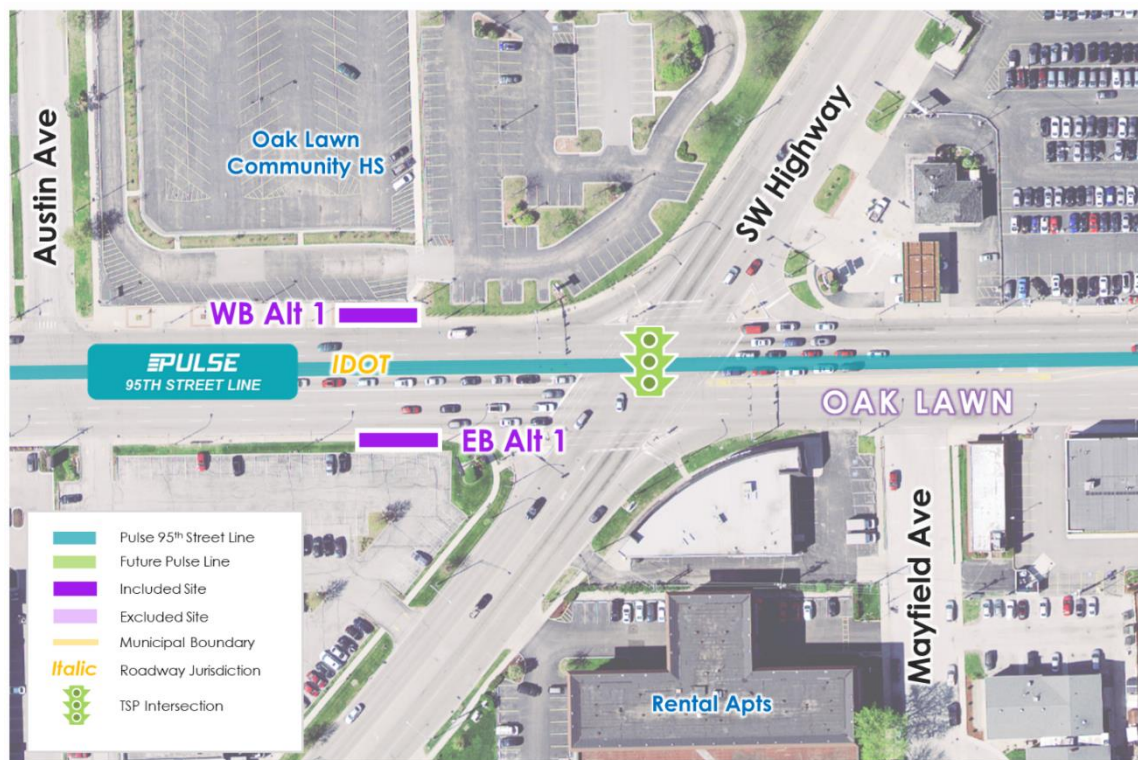 Austin Ave
Oak Lawn
Community HS
SW Highway
WB Alt 1
PULSE
95TH STREET LINE
IDOT
OAK LAWN
EB Alt 1
Mayfield Ave
Rental Apts
Pulse 95th Street Line
Future Pulse Line
Included Site
Excluded Site
Municipal Boundary
Italic Roadway Jurisdiction
TSP Intersection